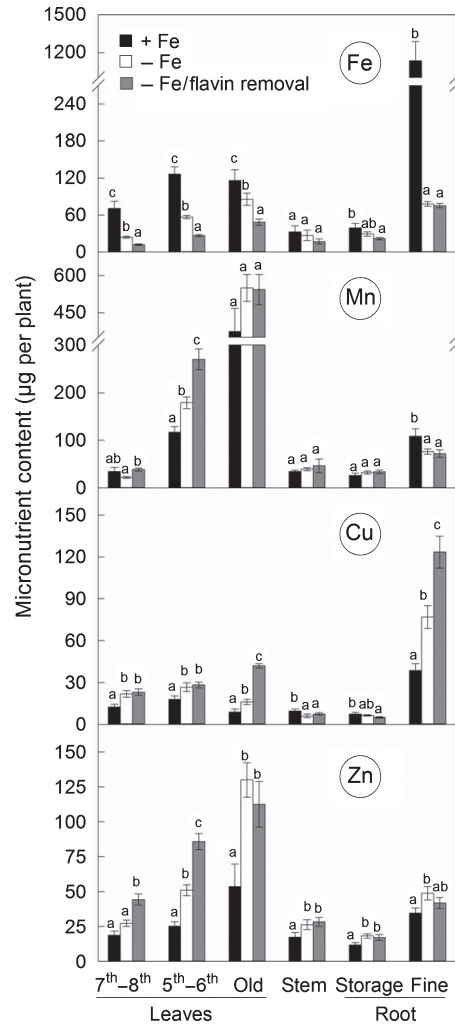 1500
1200
240
180
120
60
0
+ Fe
– Fe
– Fe/flavin removal
Fe
c b a
c b a
c b a
a a a
b ab a
b a a
600
450
300
200
100
0
Mn
ab a b
a b c
a a a
a a a
a a a
b a a
150
120
90
60
30
0
Cu
a b b
a b b
a b c
b a a
b ab a
a b c
150
125
100
75
50
25
0
Zn
a a b
a b c
a b b
a b b
a b b
a b ab
Micronutrient content (µg per plant)
7th–8th 5th–6th Old Stem Storage Fine
Leaves Root